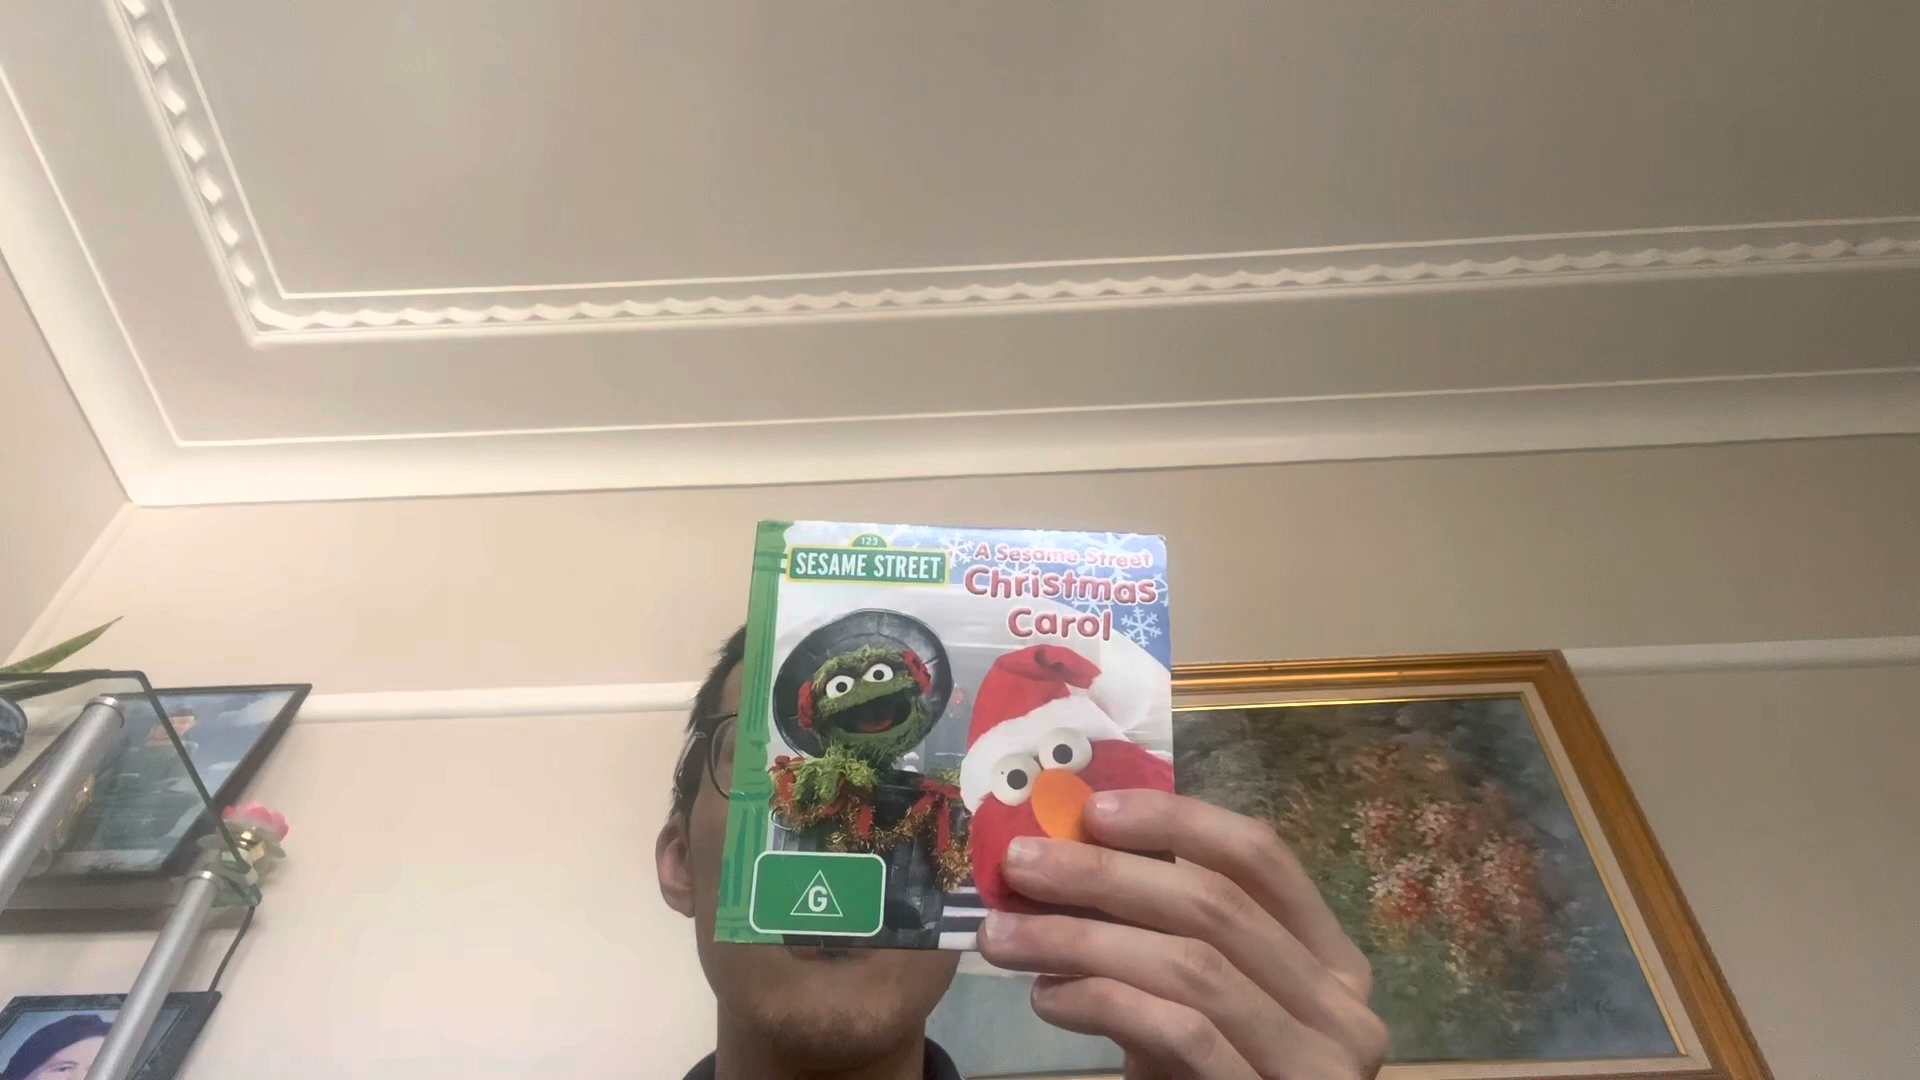 123
SESAME STREET
A Sesame Street
Christmas
Carol
G